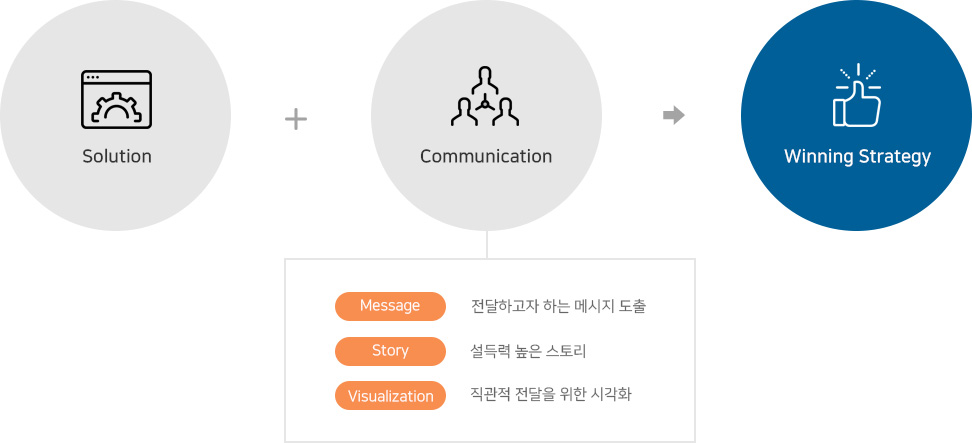 Solution
Communication
Winning Strategy
Message 전달하고자 하는 메시지 도출
Story 설득력 높은 스토리
Visualization 직관적 전달을 위한 시각화